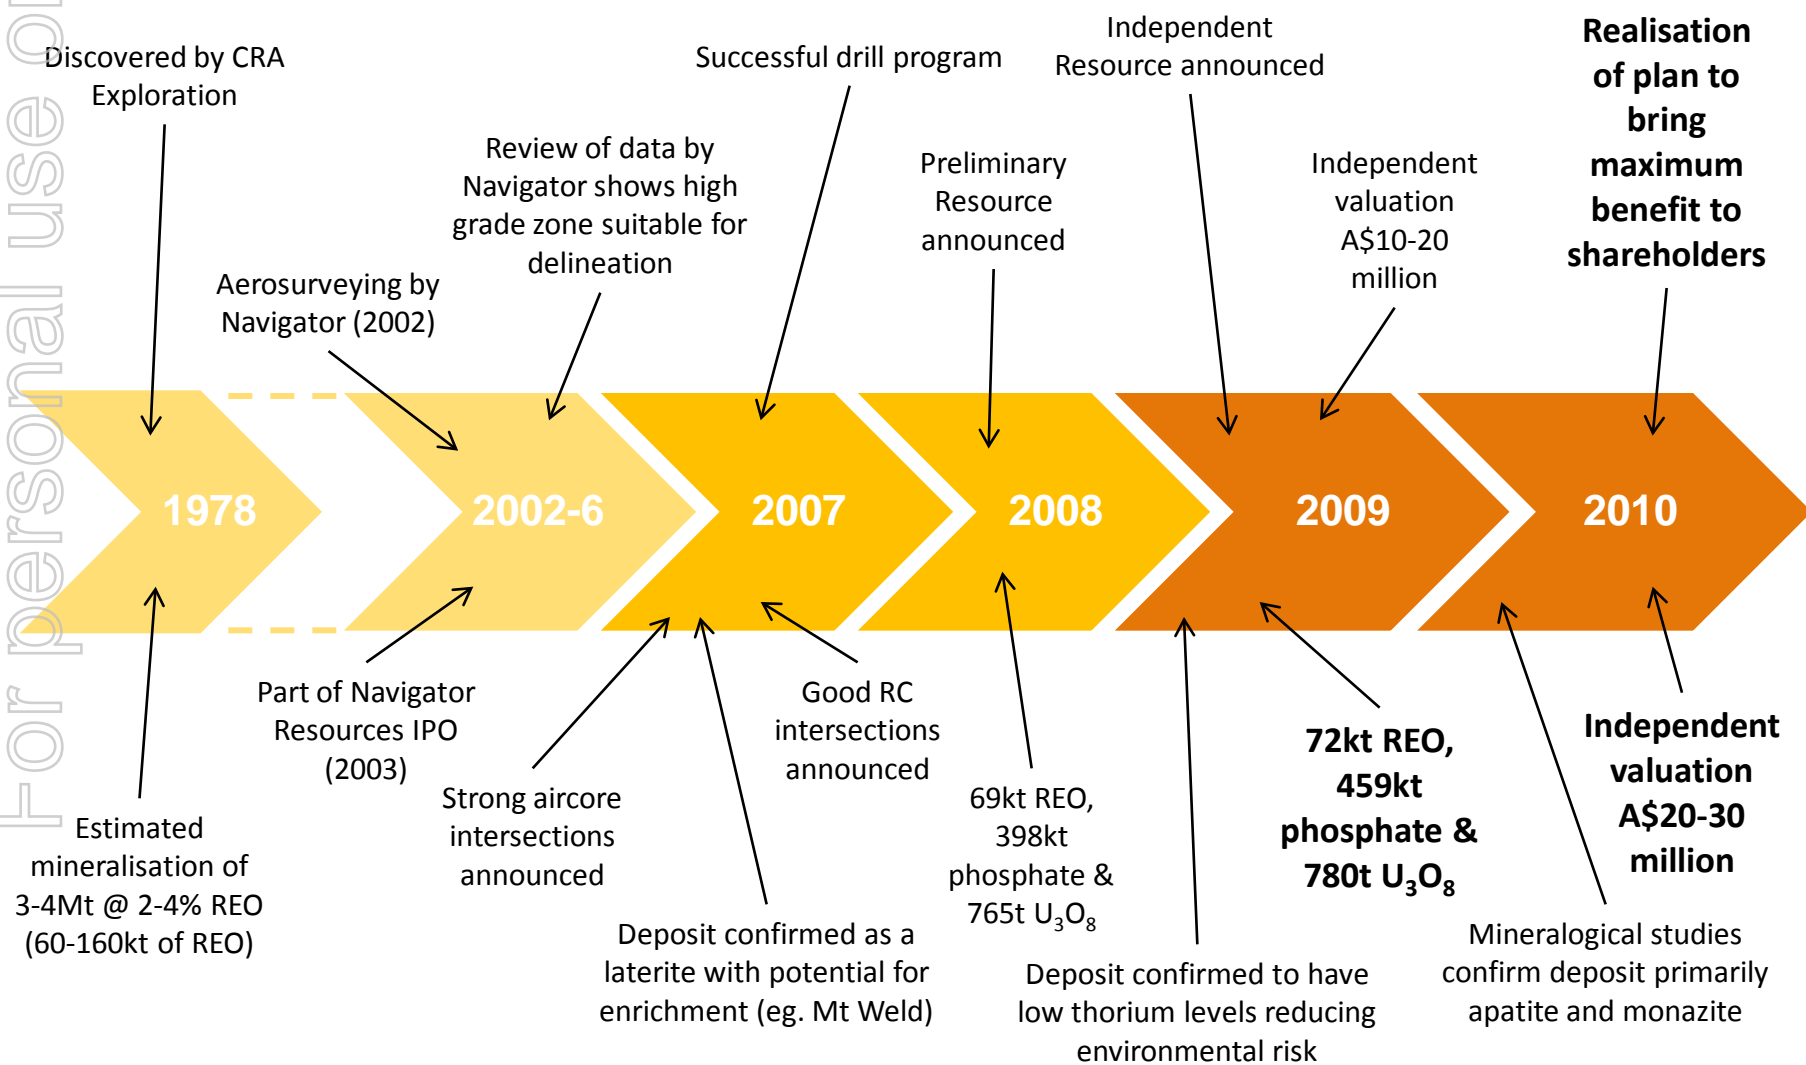 For personal use on
Discovered by CRA
Exploration
Successful drill program
Independent
Resource announced
Realisation
of plan to
bring
maximum
benefit to
shareholders
Review of data by
Navigator shows high
grade zone suitable for
delineation
Preliminary
Resource
announced
Independent
valuation
A$10-20
million
Aerosurveying by
Navigator (2002)
1978
2002-6
2007
2008
2009
2010
Estimated
mineralisation of
3-4Mt @ 2-4% REO
(60-160kt of REO)
Part of Navigator
Resources IPO
(2003)
Strong aircore
intersections
announced
Deposit confirmed as a
laterite with potential for
enrichment (eg. Mt Weld)
Good RC
intersections
announced
69kt REO,
398kt
phosphate &
765t U₃O₈
Deposit confirmed to have
low thorium levels reducing
environmental risk
72kt REO,
459kt
phosphate &
780t U₃O₈
Mineralogical studies
confirm deposit primarily
apatite and monazite
Independent
valuation
A$20-30
million